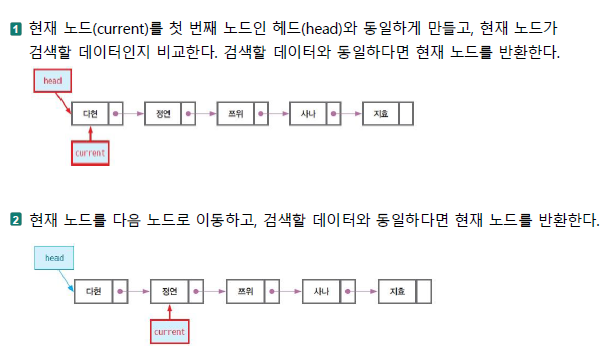 1 현재 노드(current)를 첫 번째 노드인 헤드(head)와 동일하게 만들고, 현재 노드가
검색할 데이터인지 비교한다. 검색할 데이터와 동일하다면 현재 노드를 반환한다.
head
다현 정연 쯔위 사나 지효
current
2 현재 노드를 다음 노드로 이동하고, 검색할 데이터와 동일하다면 현재 노드를 반환한다.
head
다현 정연 쯔위 사나 지효
current